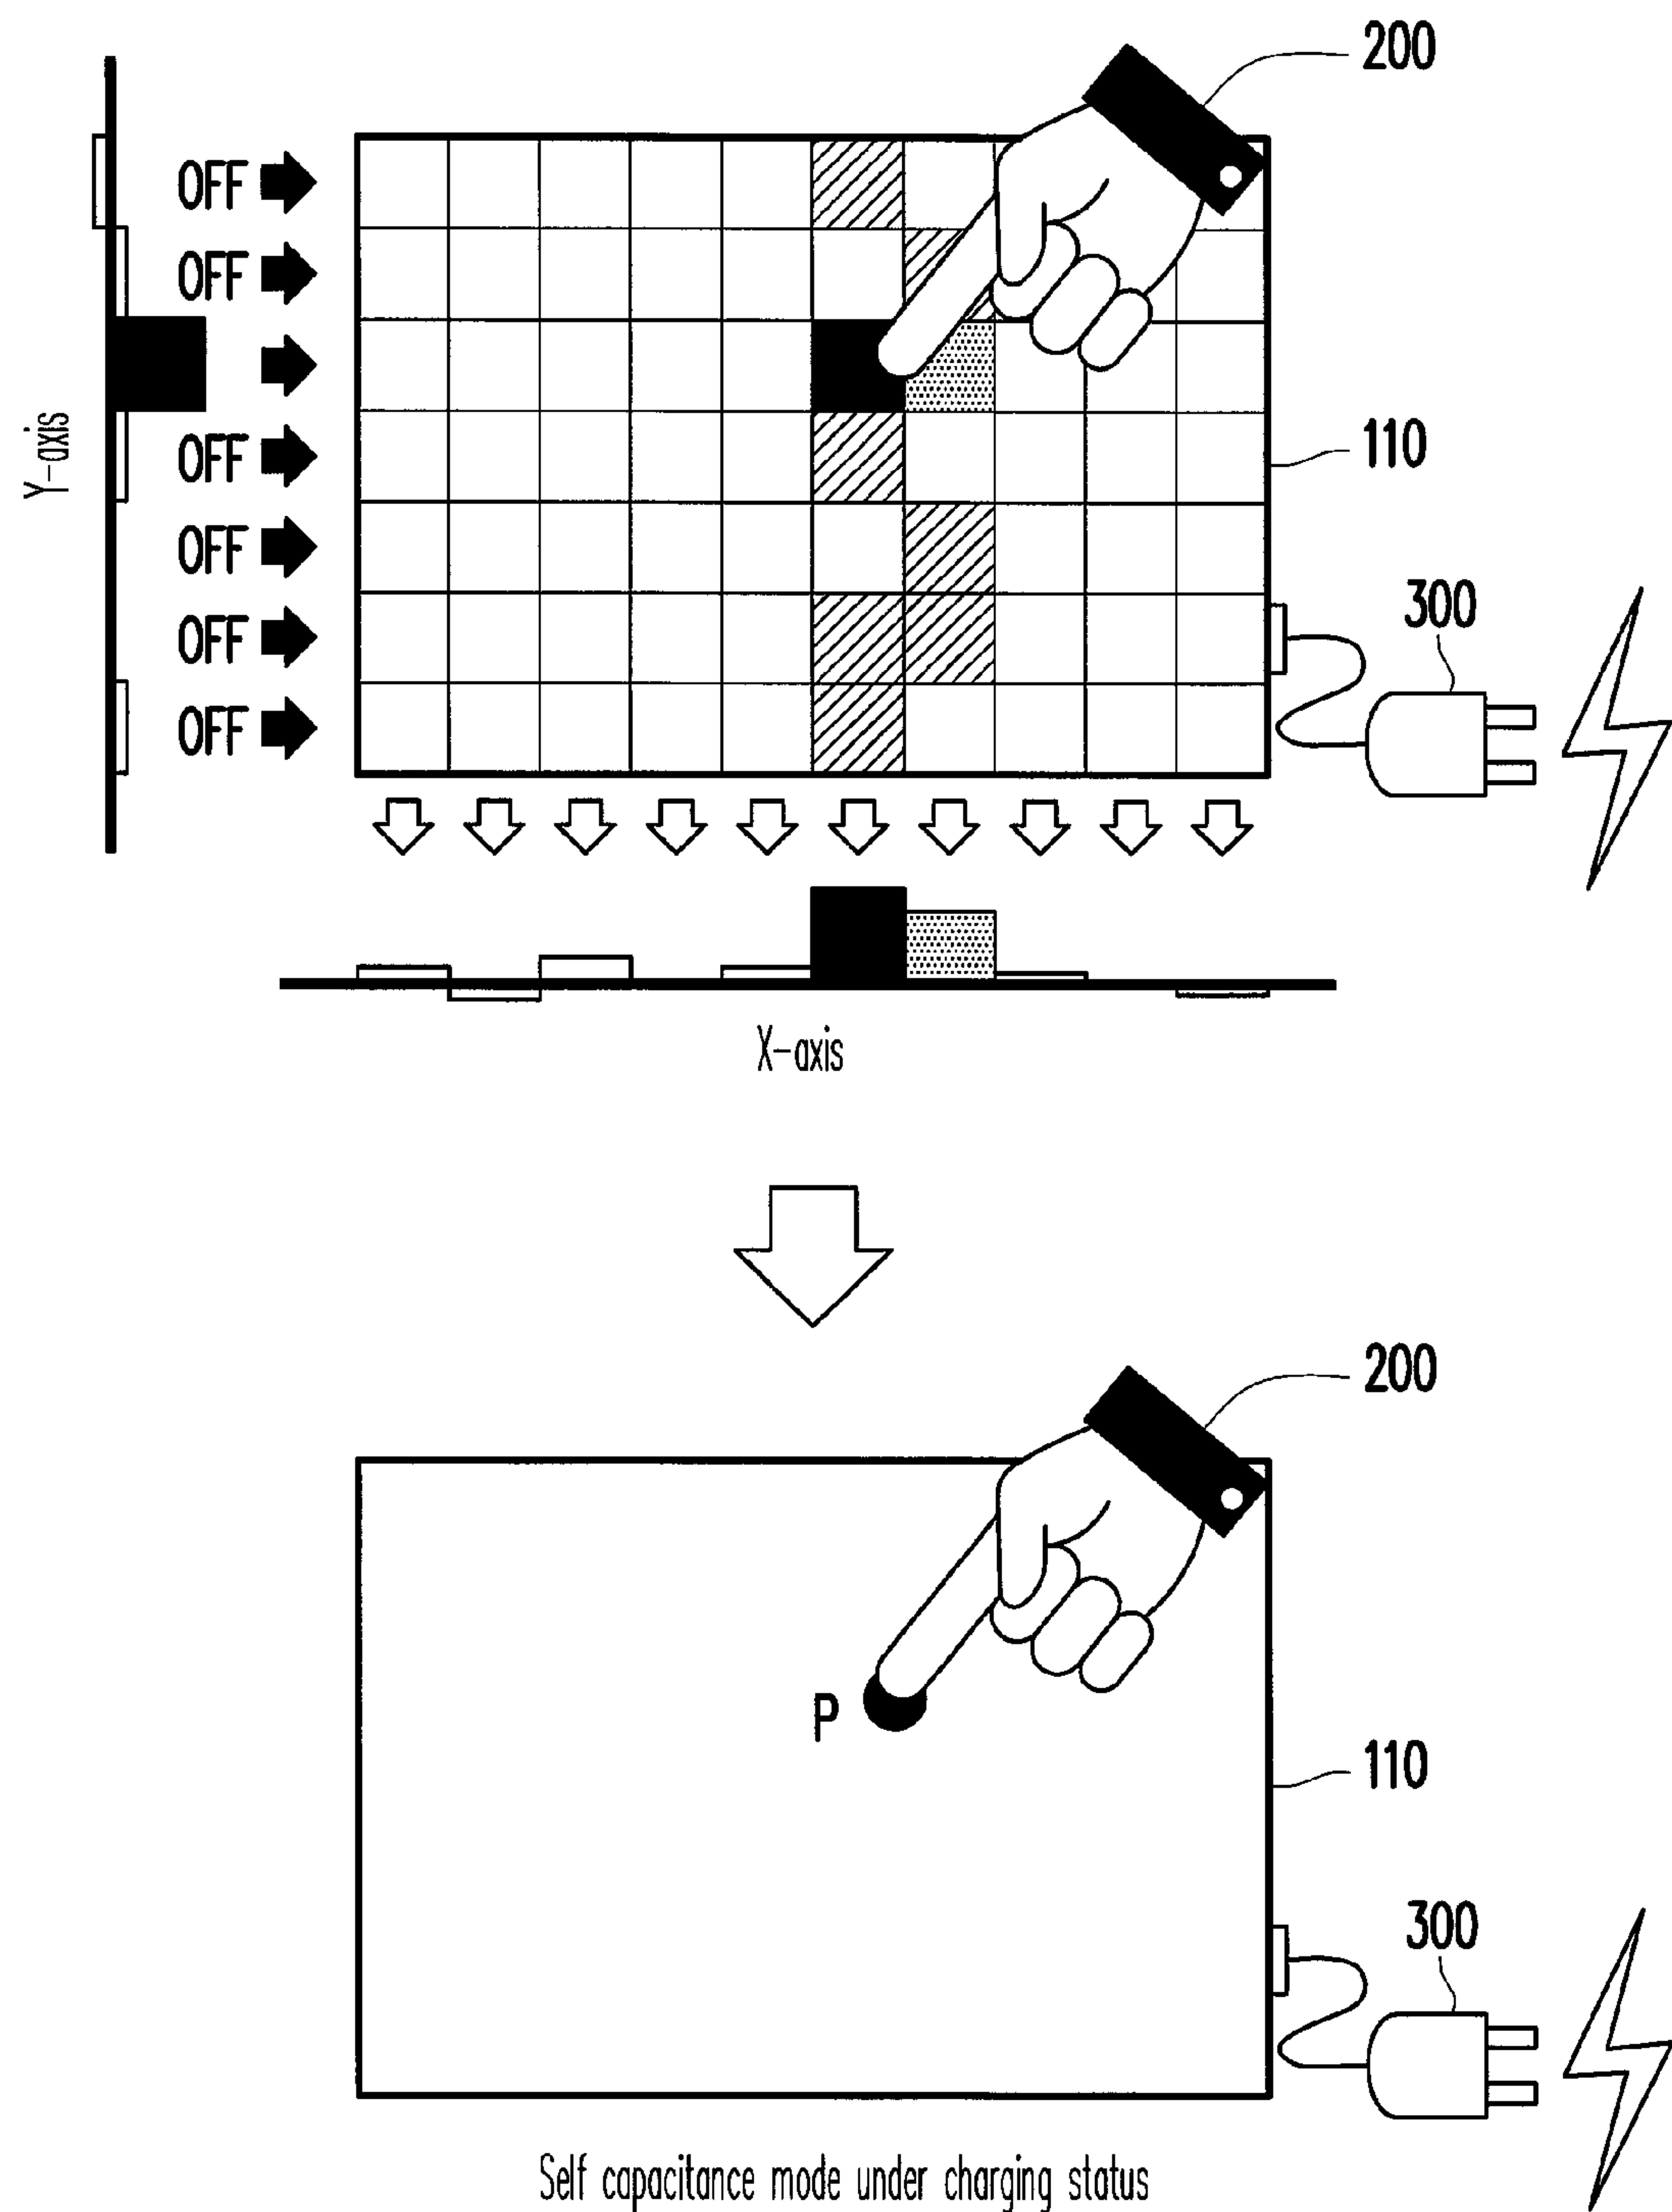 200
OFF
OFF
OFF
OFF
OFF
OFF
Y-axis
110
300
X-axis
200
P
110
300
Self capacitance mode under charging status